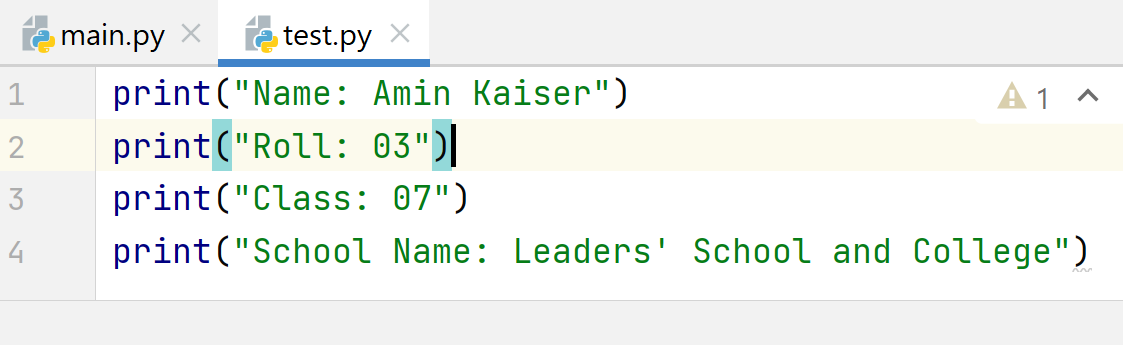 main.py test.py
1 print("Name: Amin Kaiser") 1
2 print("Roll: 03")
3 print("Class: 07")
4 print("School Name: Leaders' School and College")